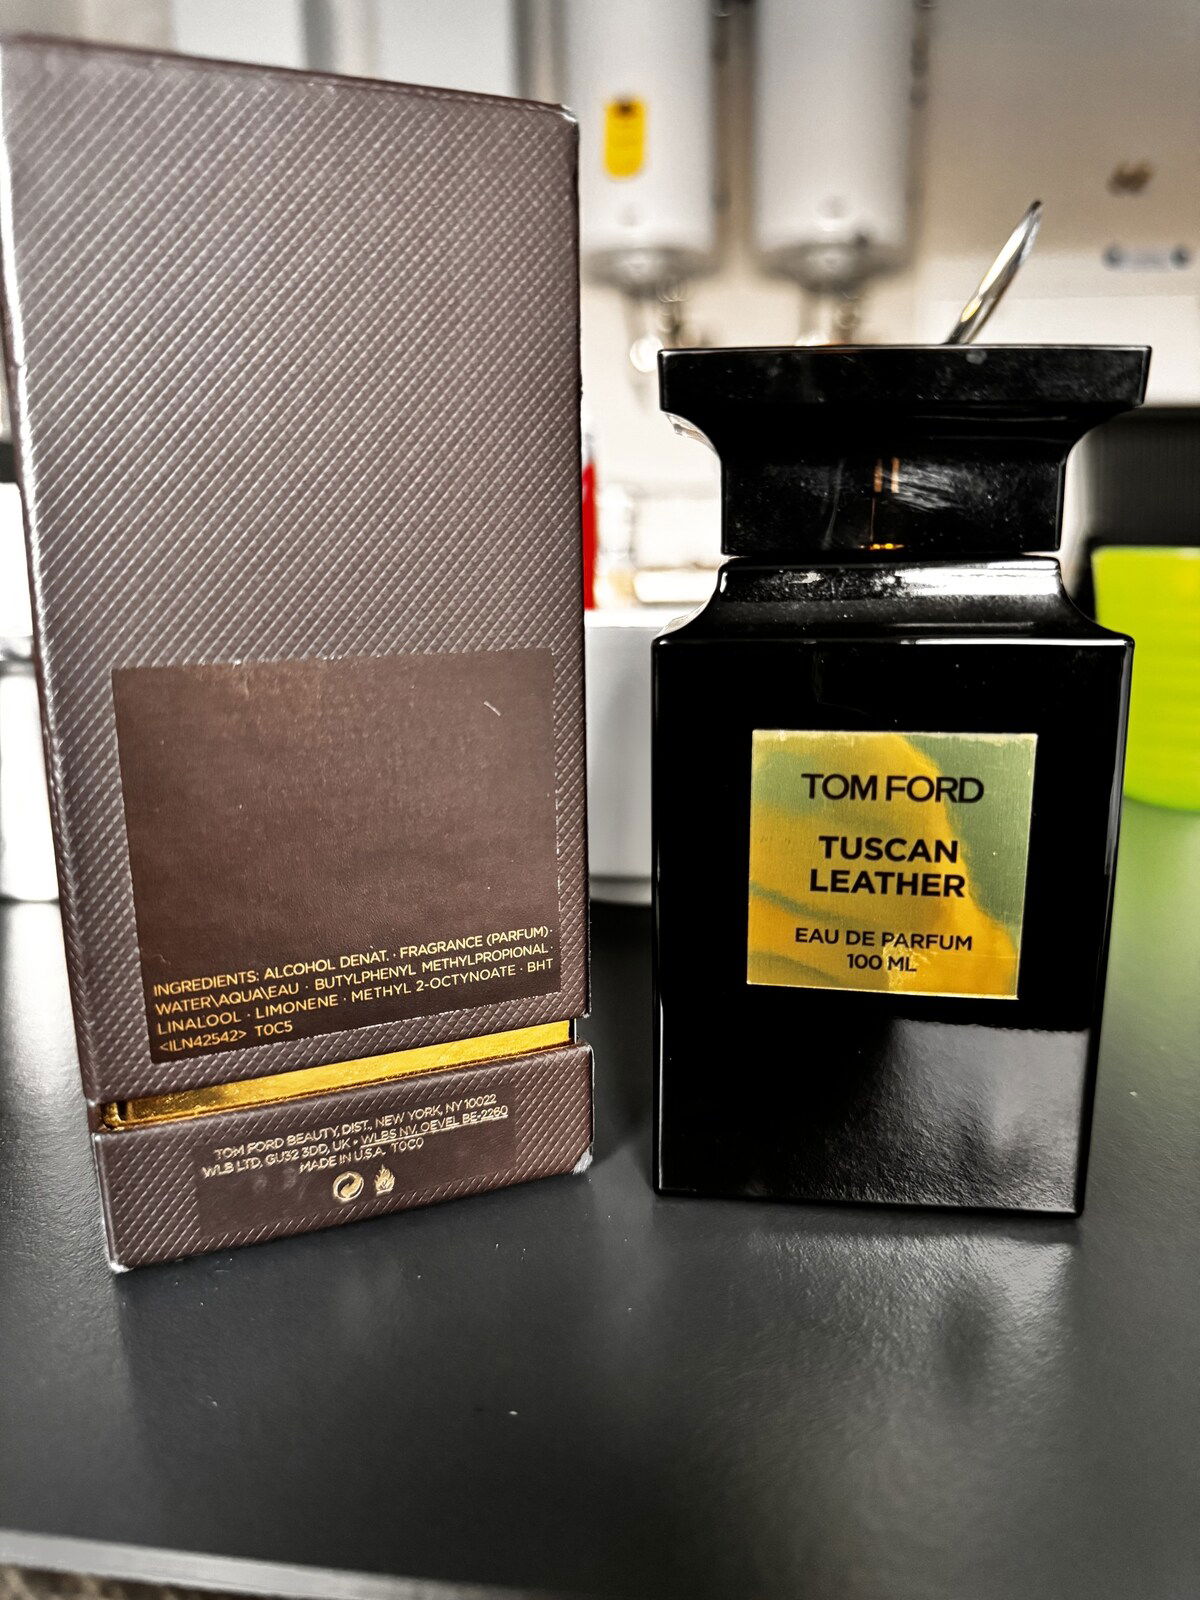 INGREDIENTS: ALCOHOL DENAT. · FRAGRANCE (PARFUM) ·
WATER\AQUA\EAU · BUTYLPHENYL METHYLPROPIONAL ·
LINALOOL · LIMONENE · METHYL 2-OCTYNOATE · BHT
<ILN42542> T0C5
TOM FORD BEAUTY, DIST., NEW YORK, NY 10022
WLB LTD, GU32 3DD, UK • WLBS NV, OEVEL BE-2260
MADE IN U.S.A. T0C0
TOM FORD
TUSCAN
LEATHER
EAU DE PARFUM
100 ML